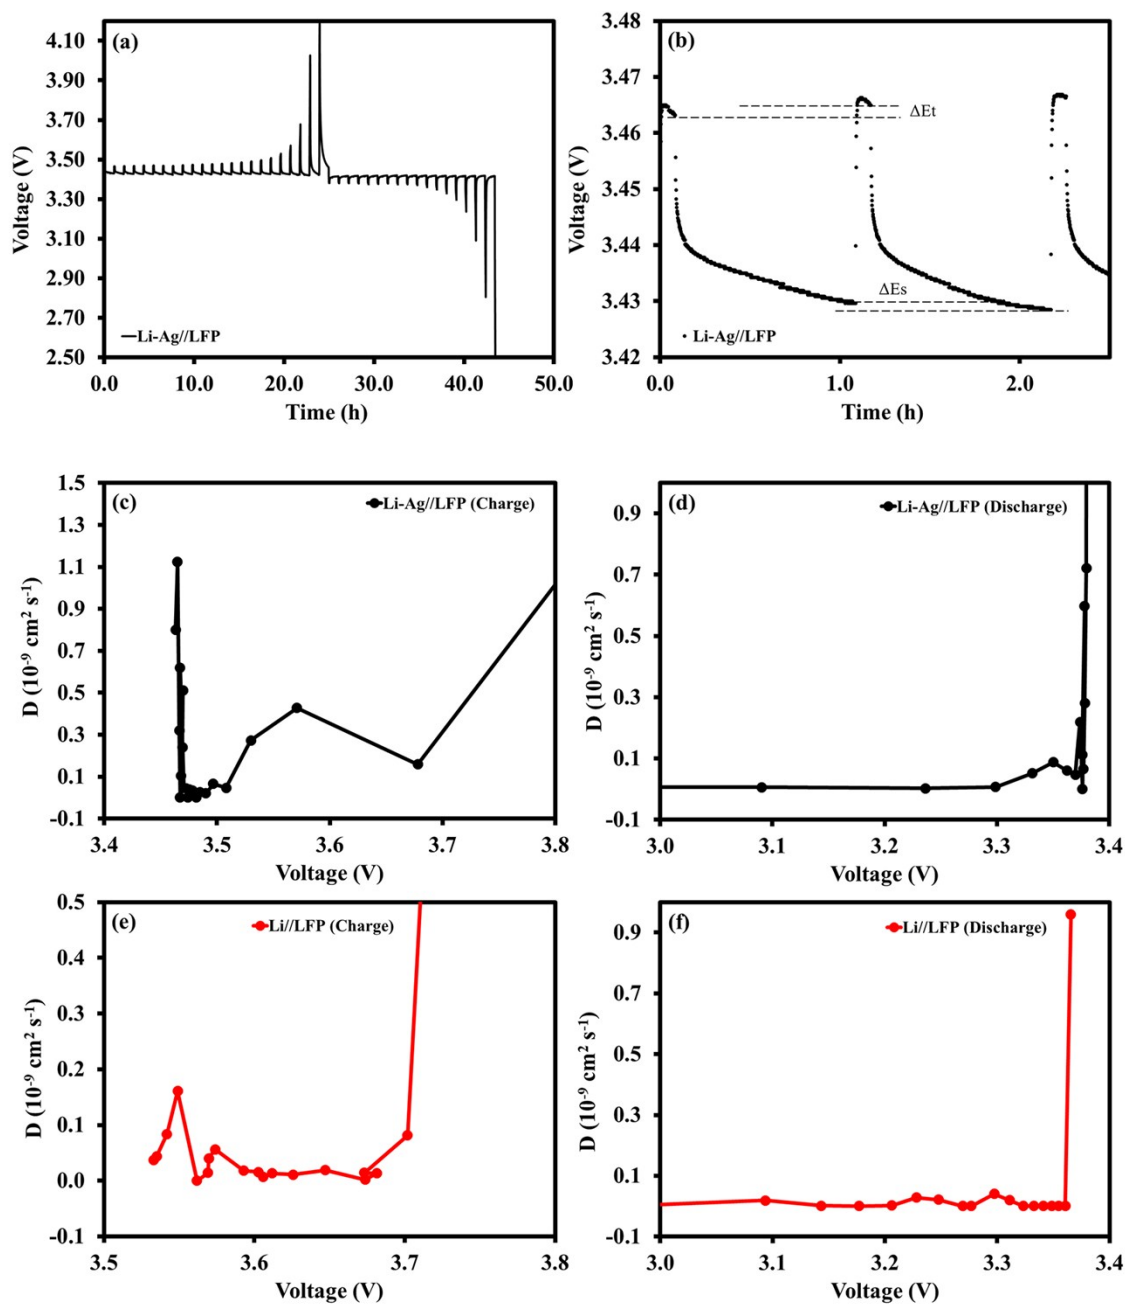 (a)
4.10
3.90
3.70
3.50
3.30
3.10
2.90
2.70
2.50
Voltage (V)
Li-Ag//LFP
0.0 10.0 20.0 30.0 40.0 50.0
Time (h)
(b)
3.48
3.47
3.46
3.45
3.44
3.43
3.42
Voltage (V)
ΔEt
ΔEs
Li-Ag//LFP
0.0 1.0 2.0
Time (h)
(c)
Li-Ag//LFP (Charge)
1.5
1.3
1.1
0.9
0.7
0.5
0.3
0.1
-0.1
D (10⁻⁹ cm² s⁻¹)
3.4 3.5 3.6 3.7 3.8
Voltage (V)
(d)
Li-Ag//LFP (Discharge)
0.9
0.7
0.5
0.3
0.1
-0.1
D (10⁻⁹ cm² s⁻¹)
3.0 3.1 3.2 3.3 3.4
Voltage (V)
(e)
Li//LFP (Charge)
0.5
0.4
0.3
0.2
0.1
0.0
-0.1
D (10⁻⁹ cm² s⁻¹)
3.5 3.6 3.7 3.8
Voltage (V)
(f)
Li//LFP (Discharge)
0.9
0.7
0.5
0.3
0.1
-0.1
D (10⁻⁹ cm² s⁻¹)
3.0 3.1 3.2 3.3 3.4
Voltage (V)